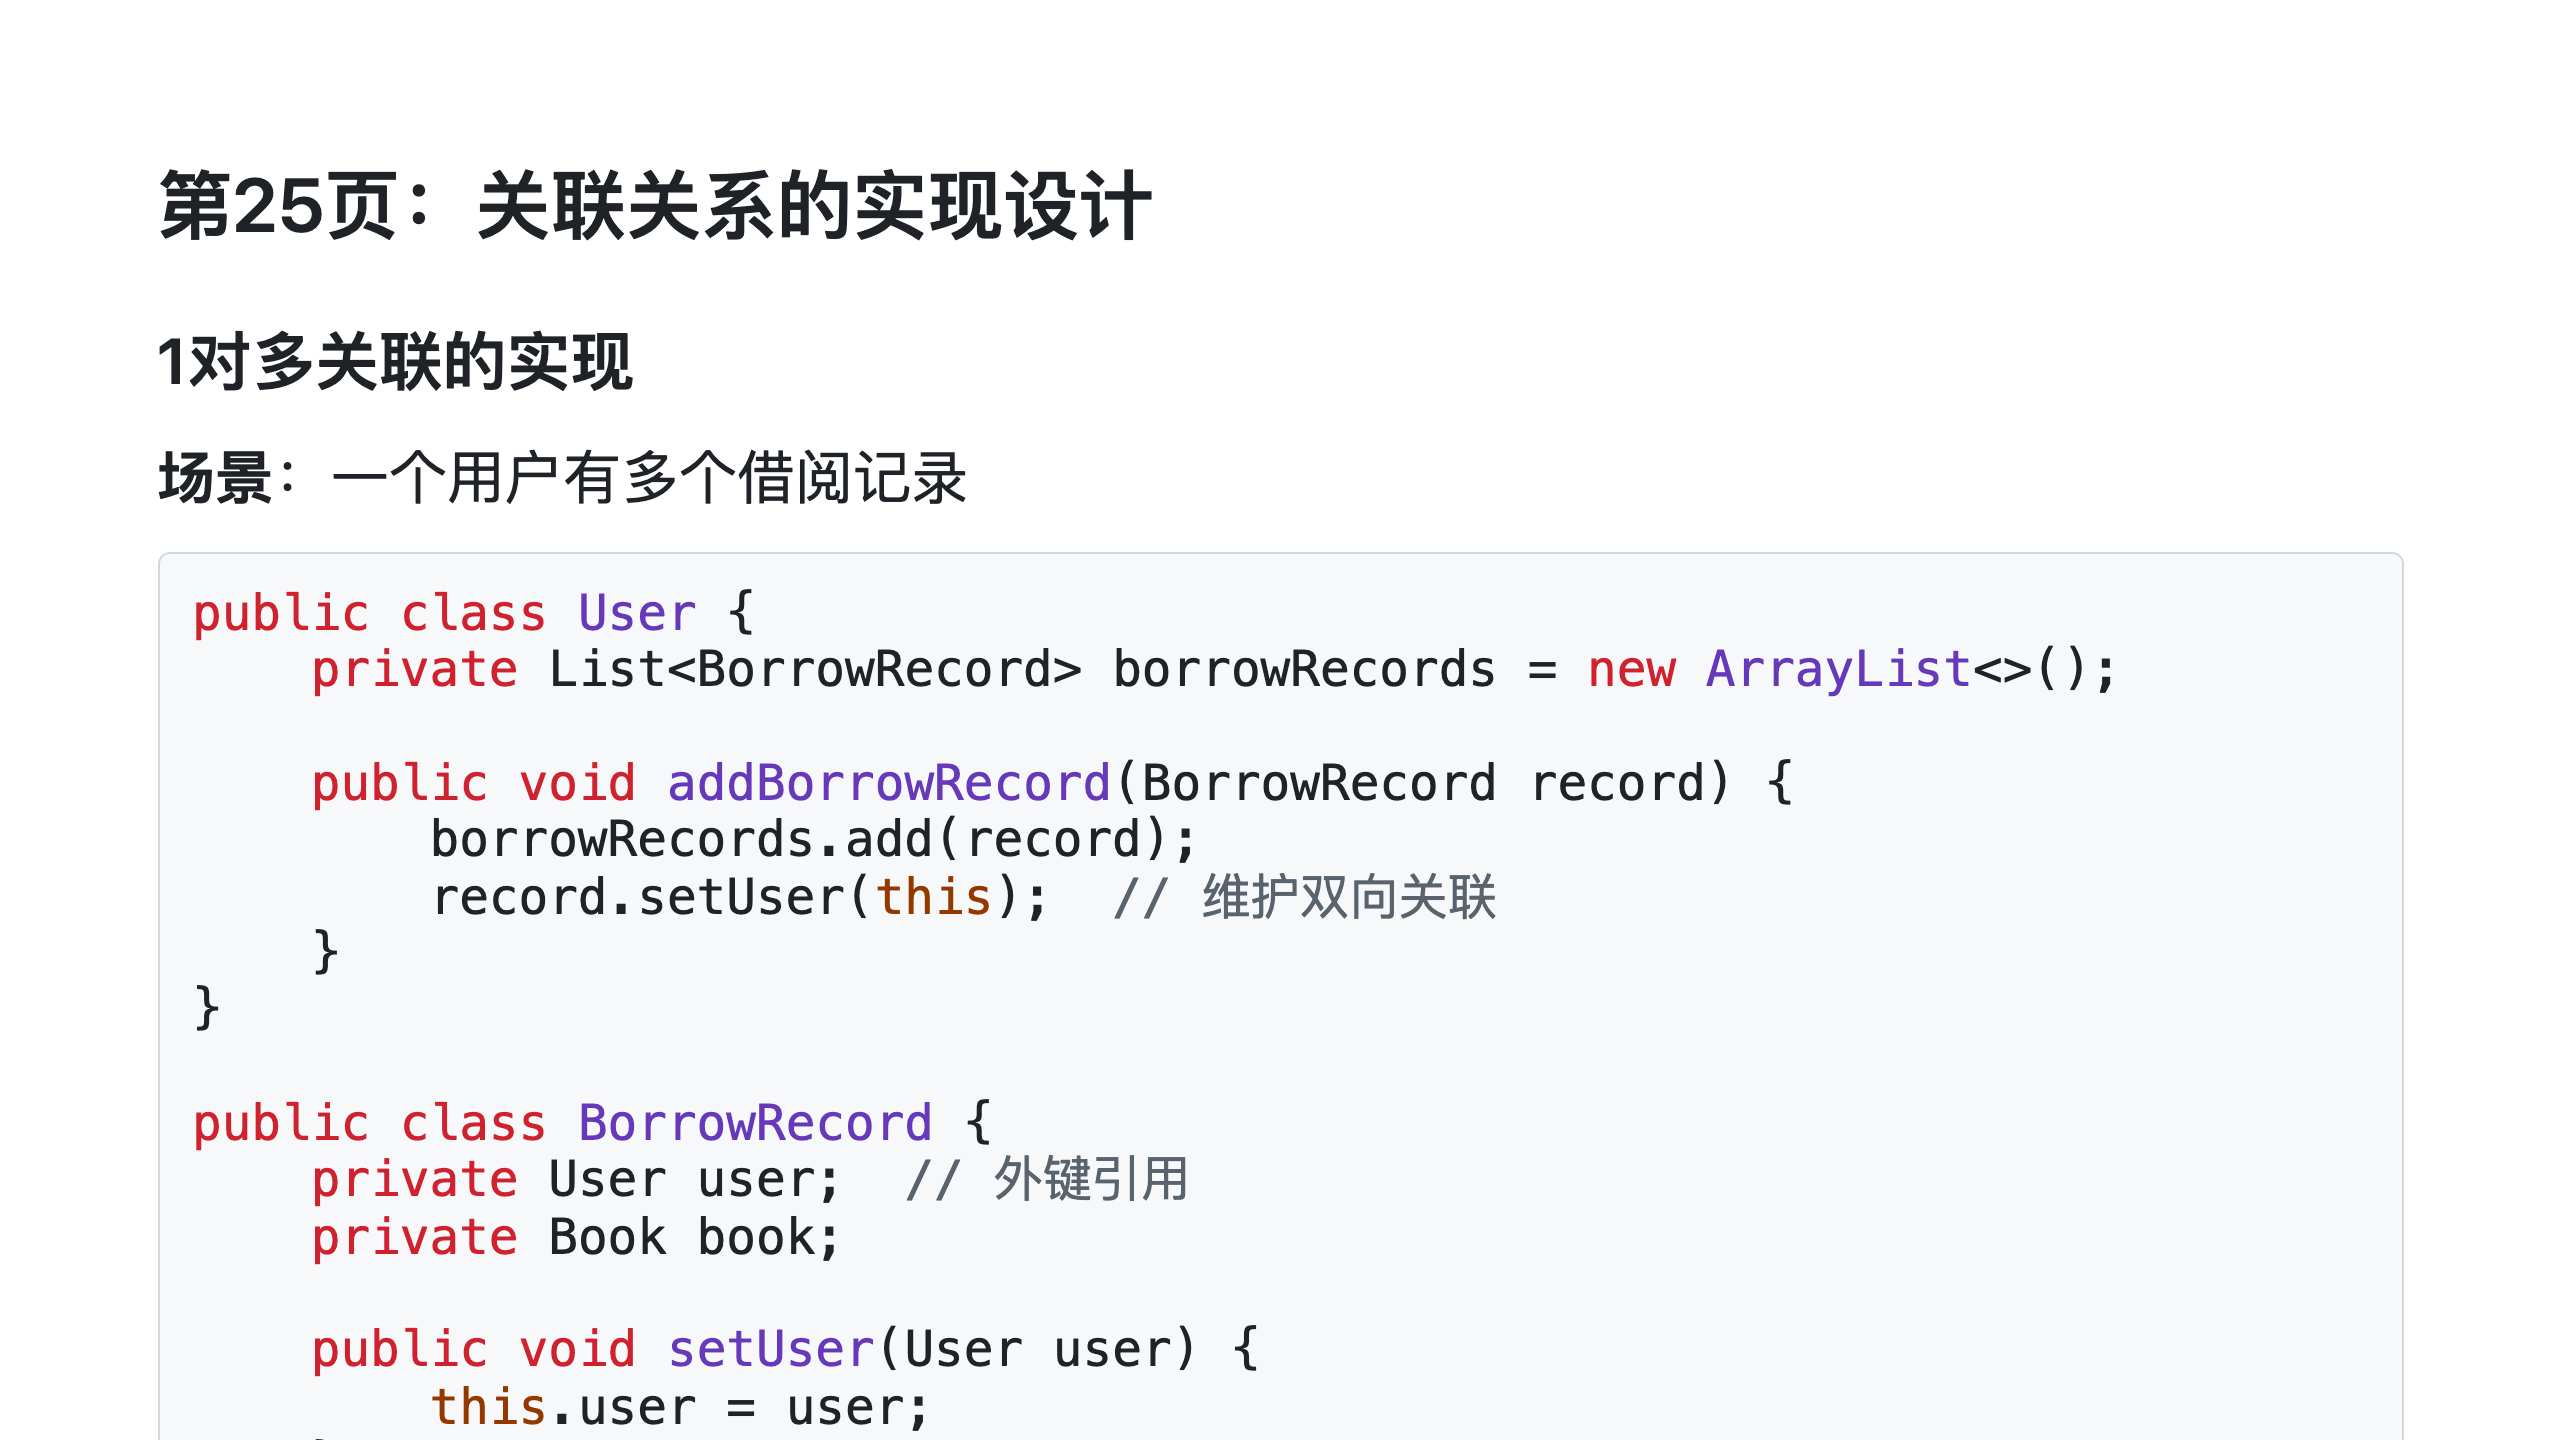 第25页：关联关系的实现设计
1对多关联的实现
场景：一个用户有多个借阅记录
public class User {
    private List<BorrowRecord> borrowRecords = new ArrayList<>();

    public void addBorrowRecord(BorrowRecord record) {
        borrowRecords.add(record);
        record.setUser(this);  // 维护双向关联
    }
}

public class BorrowRecord {
    private User user;  // 外键引用
    private Book book;

    public void setUser(User user) {
        this.user = user;